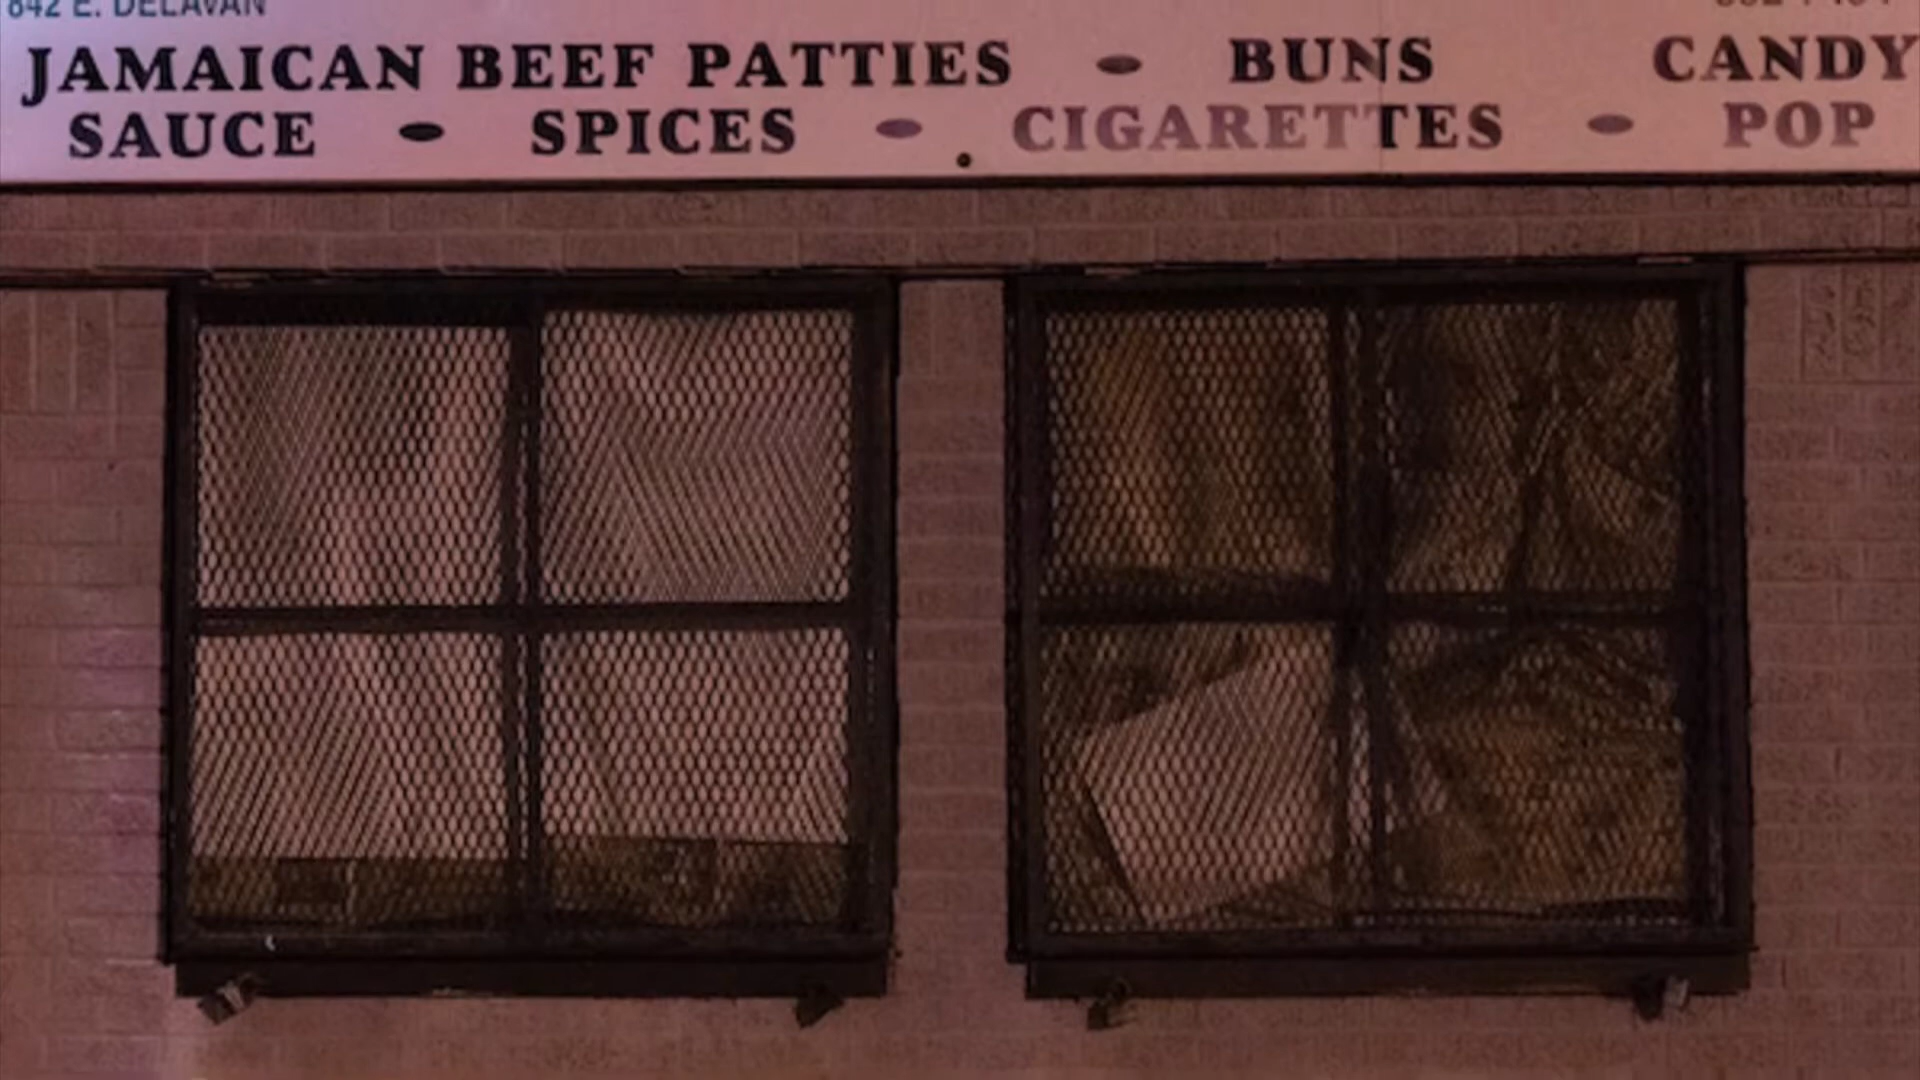 842 E. DELAVAN
JAMAICAN BEEF PATTIES • BUNS CANDY
SAUCE • SPICES • CIGARETTES • POP